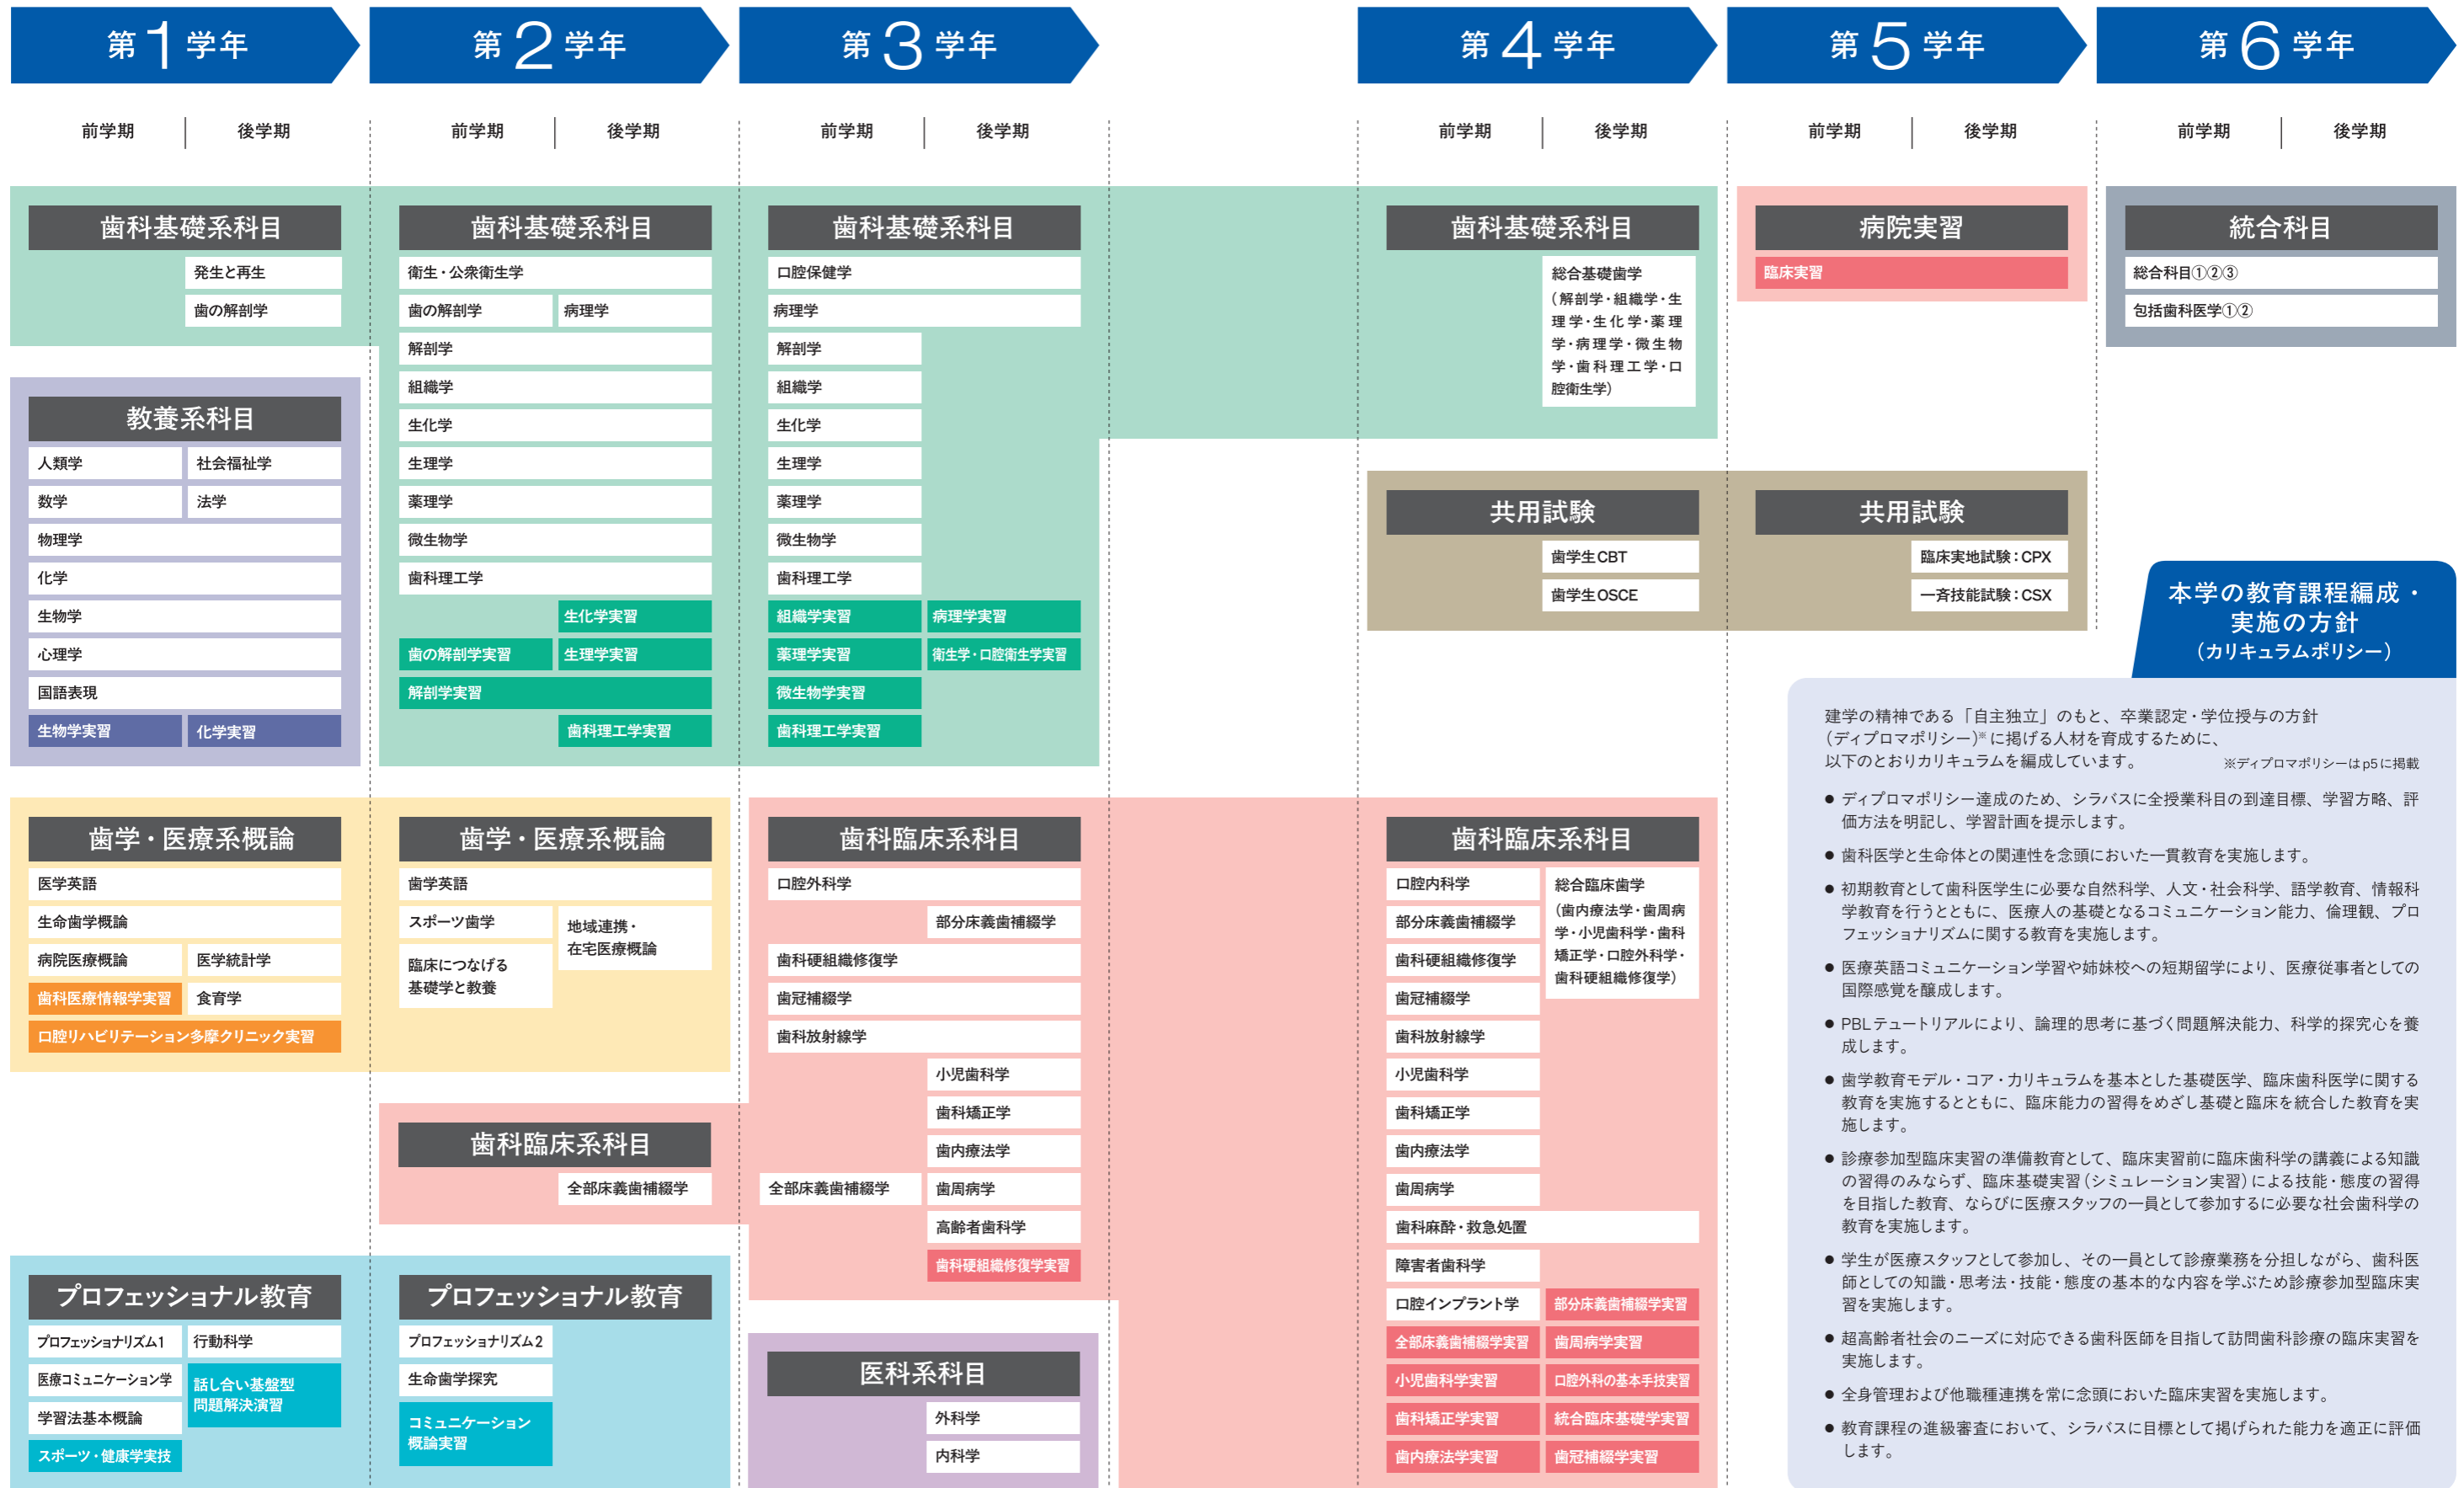 第1学年
第2学年
第3学年
第4学年
第5学年
第6学年
前学期
後学期
前学期
後学期
前学期
後学期
前学期
後学期
前学期
後学期
前学期
後学期
歯科基礎系科目
発生と再生
歯の解剖学
教養系科目
人類学
社会福祉学
数学
法学
物理学
化学
生物学
心理学
国語表現
生物学実習
化学実習
歯学・医療系概論
医学英語
生命歯学概論
病院医療概論
医学統計学
歯科医療情報学実習
食育学
口腔リハビリテーション多摩クリニック実習
プロフェッショナル教育
プロフェッショナリズム1
行動科学
医療コミュニケーション学
話し合い基盤型
問題解決演習
学習法基本概論
スポーツ・健康学実技
歯科基礎系科目
衛生・公衆衛生学
歯の解剖学
病理学
解剖学
組織学
生化学
生理学
薬理学
微生物学
歯科理工学
生化学実習
歯の解剖学実習
生理学実習
解剖学実習
歯科理工学実習
歯学・医療系概論
歯学英語
スポーツ歯学
地域連携・
在宅医療概論
臨床につなげる
基礎学と教養
歯科臨床系科目
全部床義歯補綴学
プロフェッショナル教育
プロフェッショナリズム2
生命歯学探究
コミュニケーション
概論実習
歯科基礎系科目
口腔保健学
病理学
解剖学
組織学
生化学
生理学
薬理学
微生物学
歯科理工学
組織学実習
病理学実習
薬理学実習
衛生学・口腔衛生学実習
微生物学実習
歯科理工学実習
歯科臨床系科目
口腔外科学
部分床義歯補綴学
歯科硬組織修復学
歯冠補綴学
歯科放射線学
小児歯科学
歯科矯正学
歯内療法学
全部床義歯補綴学
歯周病学
高齢者歯科学
歯科硬組織修復学実習
医科系科目
外科学
内科学
歯科基礎系科目
総合基礎歯学
(解剖学・組織学・生
理学・生化学・薬理
学・病理学・微生物
学・歯科理工学・口
腔衛生学)
共用試験
歯学生CBT
歯学生OSCE
歯科臨床系科目
口腔内科学
総合臨床歯学
(歯内療法学・歯周病
学・小児歯科学・歯科
矯正学・口腔外科学・
歯科硬組織修復学)
部分床義歯補綴学
歯科硬組織修復学
歯冠補綴学
歯科放射線学
小児歯科学
歯科矯正学
歯内療法学
歯周病学
歯科麻酔・救急処置
障害者歯科学
口腔インプラント学
部分床義歯補綴学実習
全部床義歯補綴学実習
歯周病学実習
小児歯科学実習
口腔外科の基本手技実習
歯科矯正学実習
統合臨床基礎学実習
歯内療法学実習
歯冠補綴学実習
病院実習
臨床実習
共用試験
臨床実地試験:CPX
一斉技能試験:CSX
統合科目
総合科目①②③
包括歯科医学①②
本学の教育課程編成・
実施の方針
(カリキュラムポリシー)
建学の精神である「自主独立」のもと、卒業認定・学位授与の方針
(ディプロマポリシー)※に掲げる人材を育成するために、
以下のとおりカリキュラムを編成しています。 ※ディプロマポリシーはp5に掲載
● ディプロマポリシー達成のため、シラバスに全授業科目の到達目標、学習方略、評
価方法を明記し、学習計画を提示します。
● 歯科医学と生命体との関連性を念頭においた一貫教育を実施します。
● 初期教育として歯科医学生に必要な自然科学、人文・社会科学、語学教育、情報科
学教育を行うとともに、医療人の基礎となるコミュニケーション能力、倫理観、プロ
フェッショナリズムに関する教育を実施します。
● 医療英語コミュニケーション学習や姉妹校への短期留学により、医療従事者としての
国際感覚を醸成します。
● PBLテュートリアルにより、論理的思考に基づく問題解決能力、科学的探究心を養
成します。
● 歯学教育モデル・コア・カリキュラムを基本とした基礎医学、臨床歯科医学に関する
教育を実施するとともに、臨床能力の習得をめざし基礎と臨床を統合した教育を実
施します。
● 診療参加型臨床実習の準備教育として、臨床実習前に臨床歯科学の講義による知識
の習得のみならず、臨床基礎実習(シミュレーション実習)による技能・態度の習得
を目指した教育、ならびに医療スタッフの一員として参加するに必要な社会歯科学の
教育を実施します。
● 学生が医療スタッフとして参加し、その一員として診療業務を分担しながら、歯科医
師としての知識・思考法・技能・態度の基本的な内容を学ぶため診療参加型臨床実
習を実施します。
● 超高齢者社会のニーズに対応できる歯科医師を目指して訪問歯科診療の臨床実習を
実施します。
● 全身管理および他職種連携を常に念頭においた臨床実習を実施します。
● 教育課程の進級審査において、シラバスに目標として掲げられた能力を適正に評価
します。